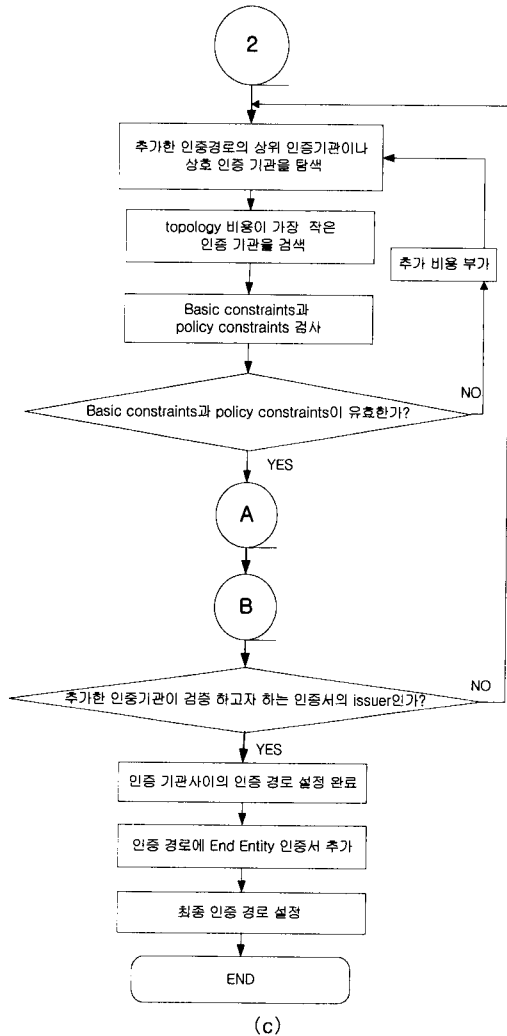 2
추가한 인증경로의 상위 인증기관이나
상호 인증 기관을 탐색
topology 비용이 가장 작은
인증 기관을 검색
추가 비용 부가
Basic constraints과
policy constraints 검사
Basic constraints과 policy constraints이 유효한가?
NO
YES
A
B
추가한 인증기관이 검증 하고자 하는 인증서의 issuer인가?
NO
YES
인증 기관사이의 인증 경로 설정 완료
인증 경로에 End Entity 인증서 추가
최종 인증 경로 설정
END
(c)